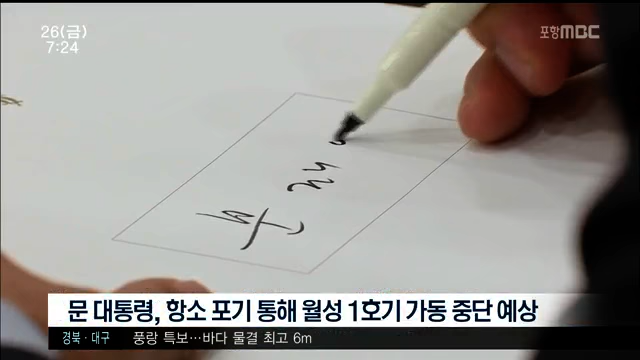 26(금)
7:24
포항MBC
문 대통령, 항소 포기 통해 월성 1호기 가동 중단 예상
경북·대구 풍랑 특보…바다 물결 최고 6m